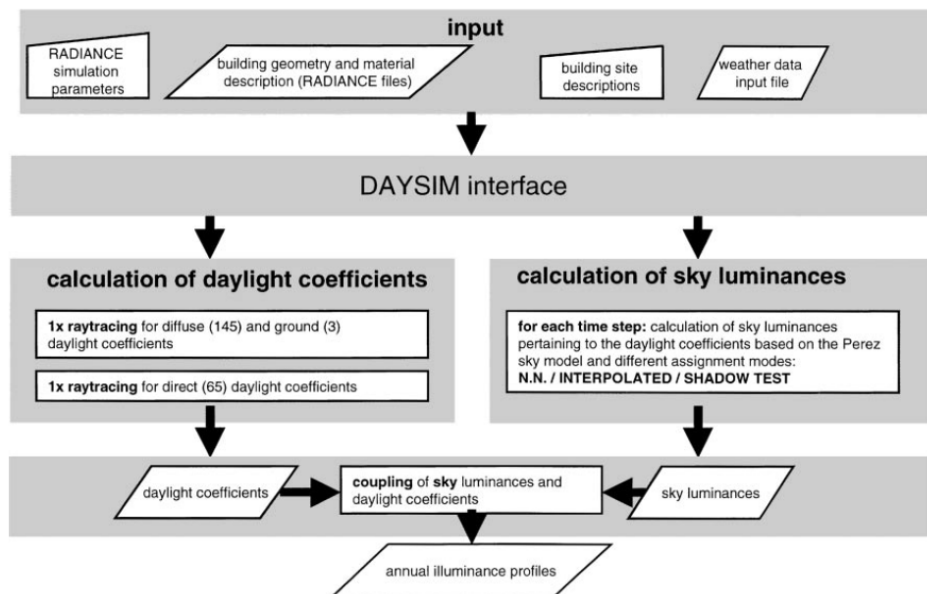 input
RADIANCE
simulation
parameters
building geometry and material
description (RADIANCE files)
building site
descriptions
weather data
input file
DAYSIM interface
calculation of daylight coefficients
1x raytracing for diffuse (145) and ground (3)
daylight coefficients
1x raytracing for direct (65) daylight coefficients
calculation of sky luminances
for each time step: calculation of sky luminances
pertaining to the daylight coefficients based on the Perez
sky model and different assignment modes:
N.N. / INTERPOLATED / SHADOW TEST
daylight coefficients
coupling of sky luminances and
daylight coefficients
sky luminances
annual illuminance profiles